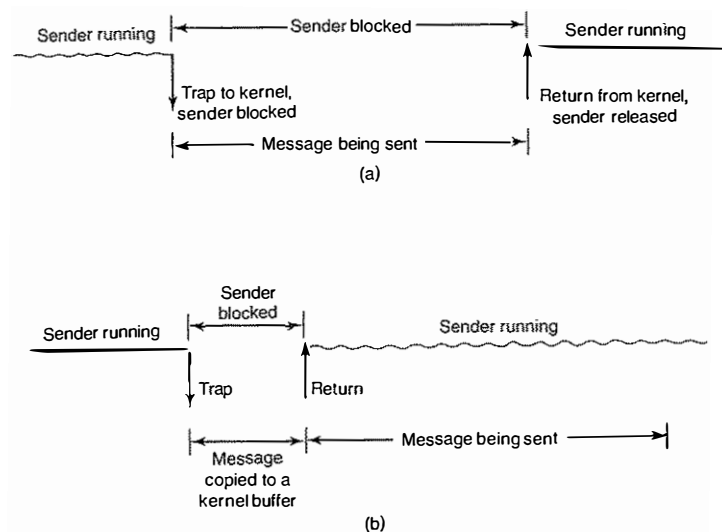 Sender blocked
Sender running
Sender running
Trap to kernel,
sender blocked
Return from kernel,
sender released
Message being sent
(a)
Sender
blocked
Sender running
Sender running
Trap
Return
Message being sent
Message
copied to a
kernel buffer
(b)